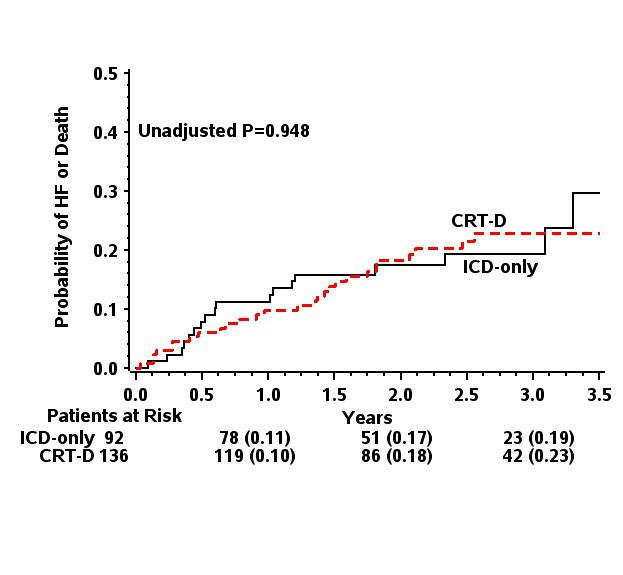 0.5
0.4
0.3
0.2
0.1
0.0
Probability of HF or Death
Unadjusted P=0.948
CRT-D
ICD-only
0.0 0.5 1.0 1.5 2.0 2.5 3.0 3.5
Years
Patients at Risk
ICD-only 92 78 (0.11) 51 (0.17) 23 (0.19)
CRT-D 136 119 (0.10) 86 (0.18) 42 (0.23)